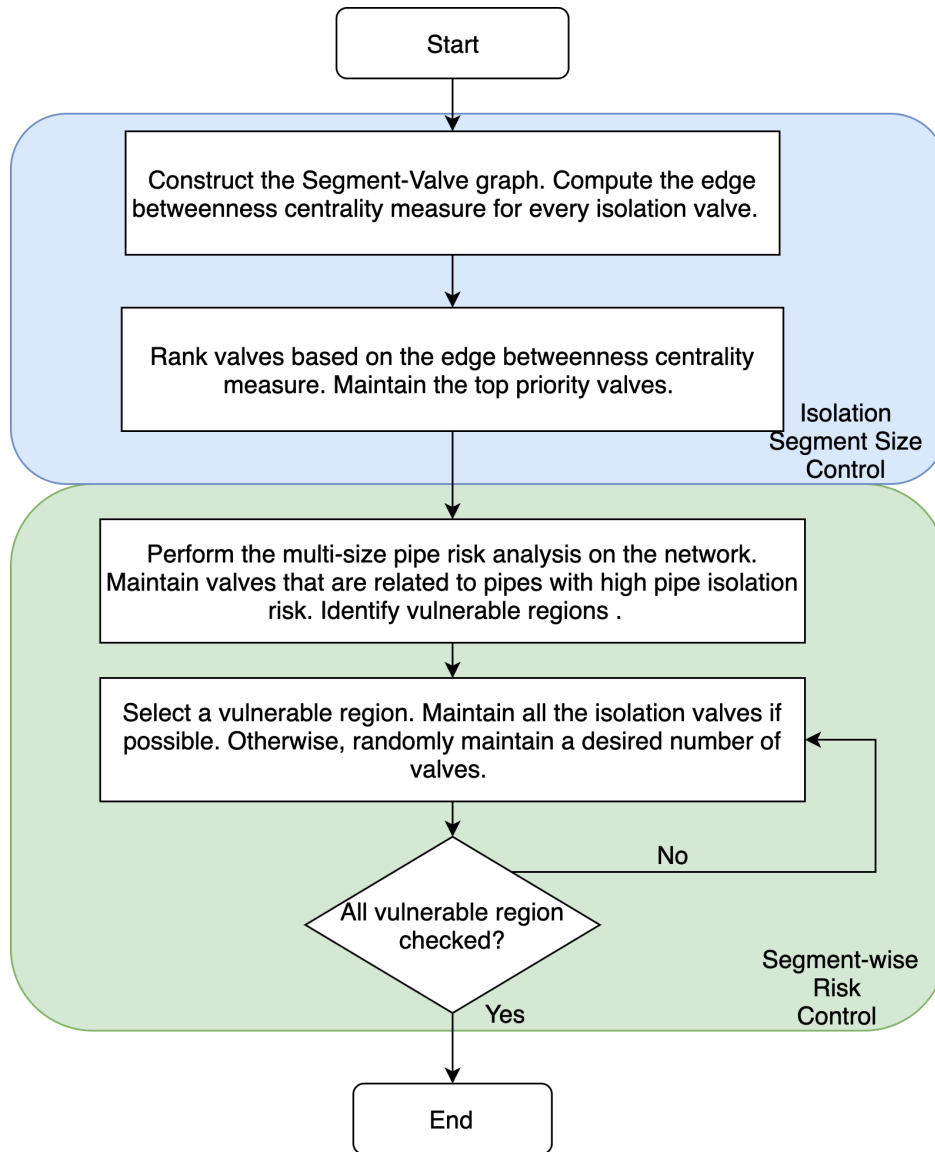 Start
Construct the Segment-Valve graph. Compute the edge
betweenness centrality measure for every isolation valve.
Rank valves based on the edge betweenness centrality
measure. Maintain the top priority valves.
Isolation
Segment Size
Control
Perform the multi-size pipe risk analysis on the network.
Maintain valves that are related to pipes with high pipe isolation
risk. Identify vulnerable regions .
Select a vulnerable region. Maintain all the isolation valves if
possible. Otherwise, randomly maintain a desired number of
valves.
No
All vulnerable region
checked?
Segment-wise
Risk
Control
Yes
End